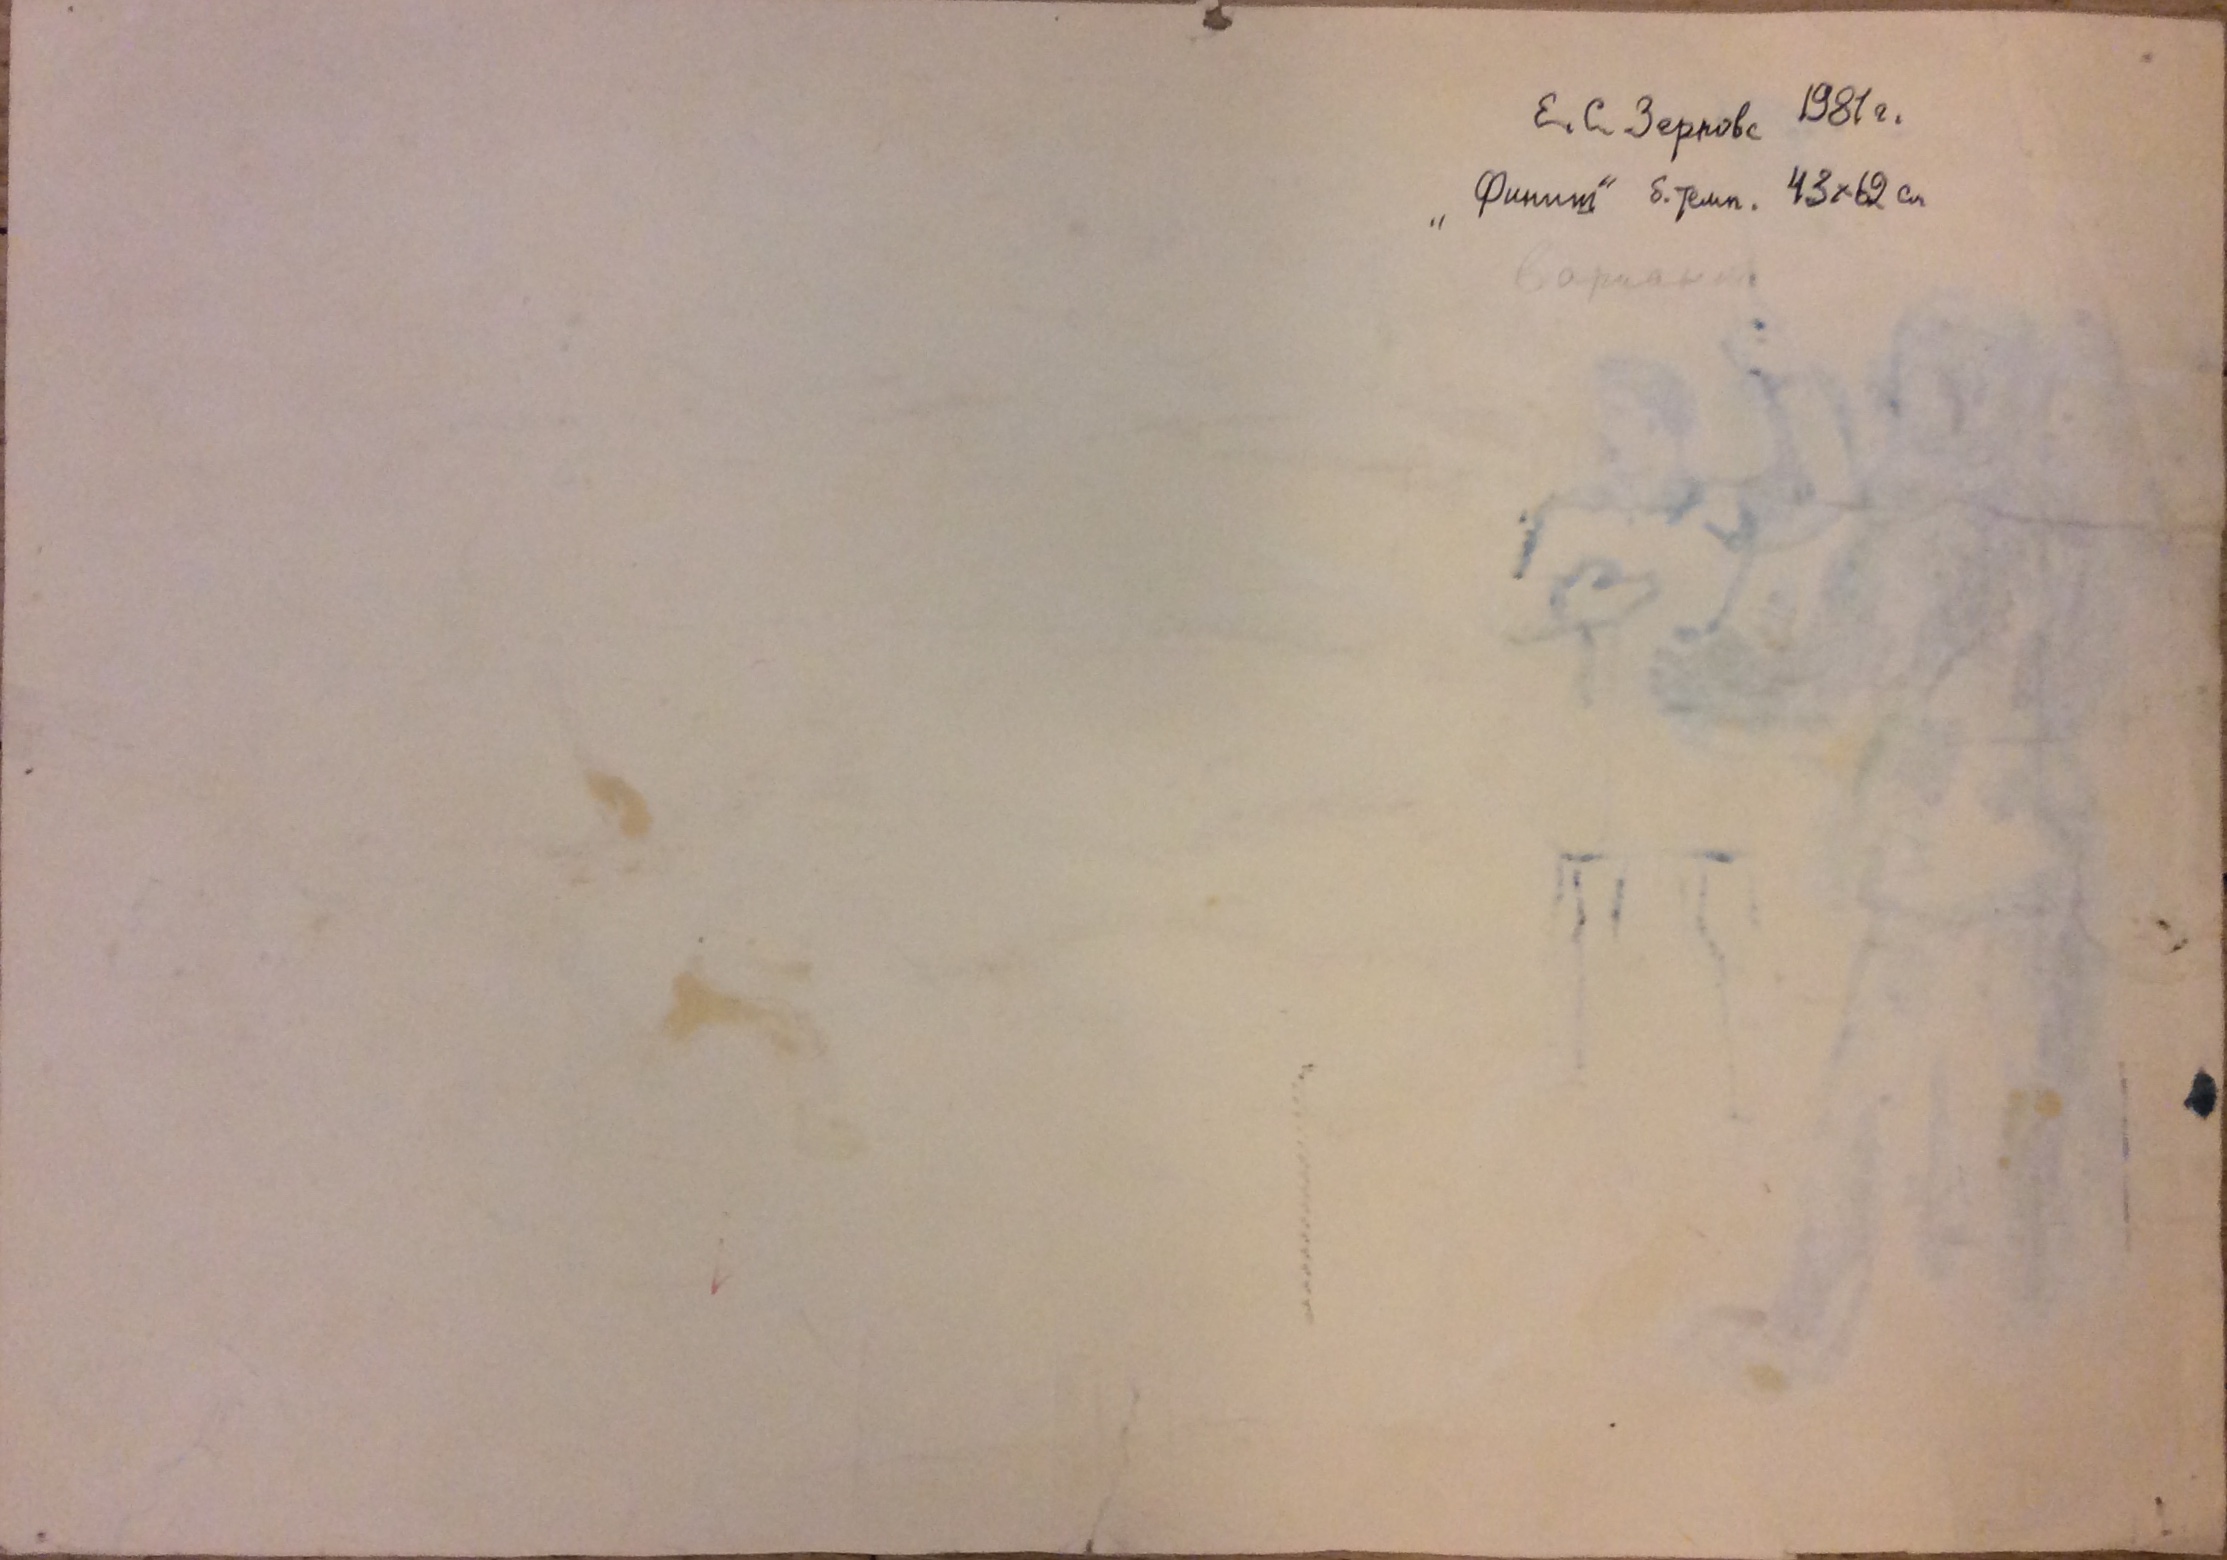 Е. С. Зернова 1981 г.
„Финиш“ б. темп. 43×62 см
Вариант